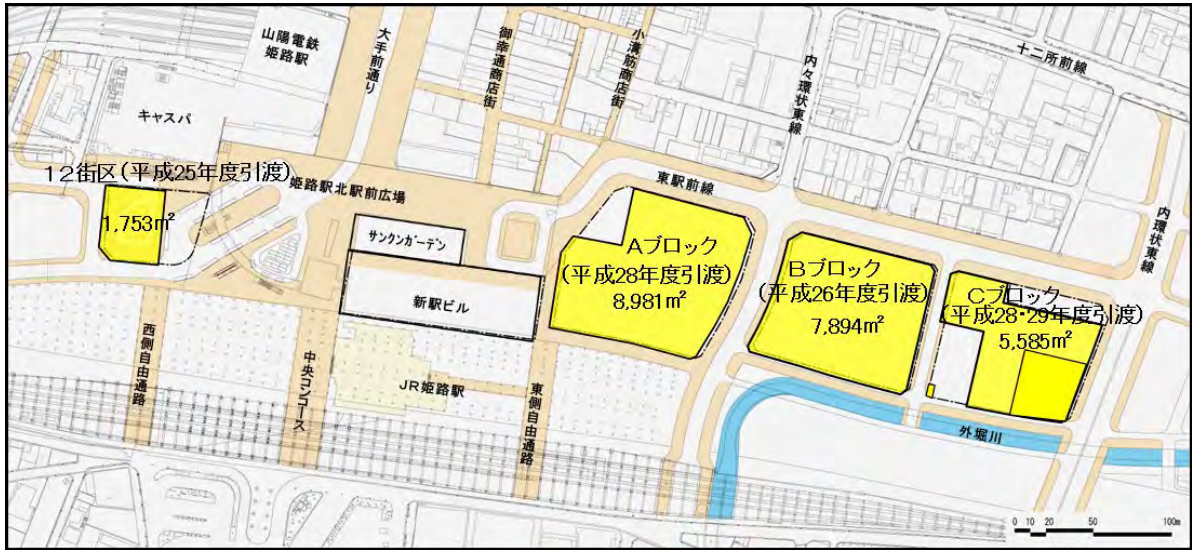 山陽電鉄
姫路駅
大手前通り
御幸通商店街
小溝筋商店街
内々環状東線
十二所前線
キャスパ
12街区(平成25年度引渡)
1,753㎡
姫路駅北駅前広場
東駅前線
内環状東線
サンクンガーデン
新駅ビル
Aブロック
(平成28年度引渡)
8,981㎡
Bブロック
(平成26年度引渡)
7,894㎡
Cブロック
(平成28・29年度引渡)
5,585㎡
西側自由通路
中央コンコース
JR姫路駅
東側自由通路
外堀川
0 10 20 50 100m